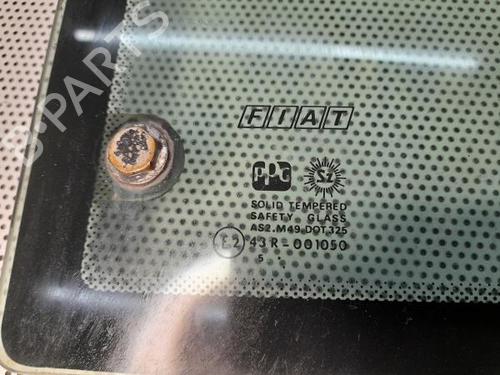 B-PARTS
FIAT
PPG SZ
SOLID TEMPERED
SAFETY GLASS
AS2.M49.DOT.325
E2 43R-001050
5